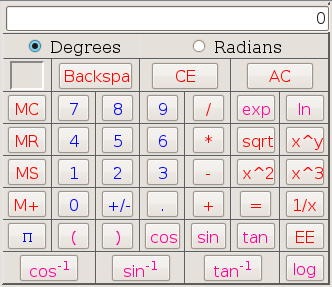 0
Degrees Radians
Backspa CE AC
MC 7 8 9 / exp ln
MR 4 5 6 * sqrt x^y
MS 1 2 3 - x^2 x^3
M+ 0 +/- . + = 1/x
π ( ) cos sin tan EE
cos⁻¹ sin⁻¹ tan⁻¹ log